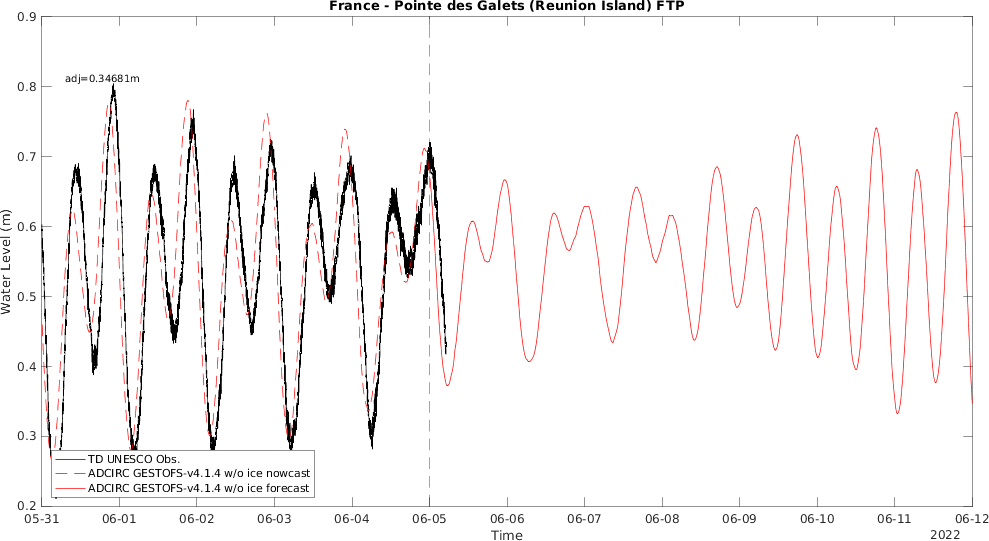 France - Pointe des Galets (Reunion Island) FTP
0.9
0.8
0.7
0.6
0.5
0.4
0.3
0.2
Water Level (m)
adj=0.34681m
TD UNESCO Obs.
ADCIRC GESTOFS-v4.1.4 w/o ice nowcast
ADCIRC GESTOFS-v4.1.4 w/o ice forecast
05-31 06-01 06-02 06-03 06-04 06-05 06-06 06-07 06-08 06-09 06-10 06-11 06-12
Time
2022